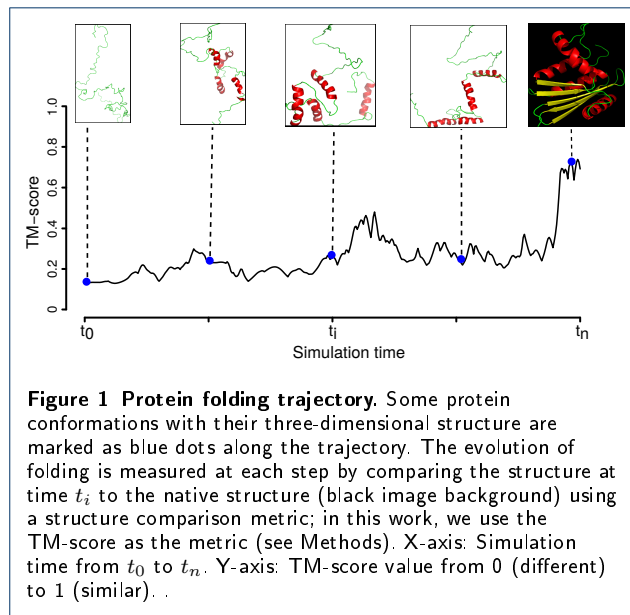 1.0
0.8
0.6
0.4
0.2
0
TM−score
t0
ti
tn
Simulation time
Figure 1 Protein folding trajectory. Some protein
conformations with their three-dimensional structure are
marked as blue dots along the trajectory. The evolution of
folding is measured at each step by comparing the structure at
time ti to the native structure (black image background) using
a structure comparison metric; in this work, we use the
TM-score as the metric (see Methods). X-axis: Simulation
time from t0 to tn. Y-axis: TM-score value from 0 (different)
to 1 (similar). .